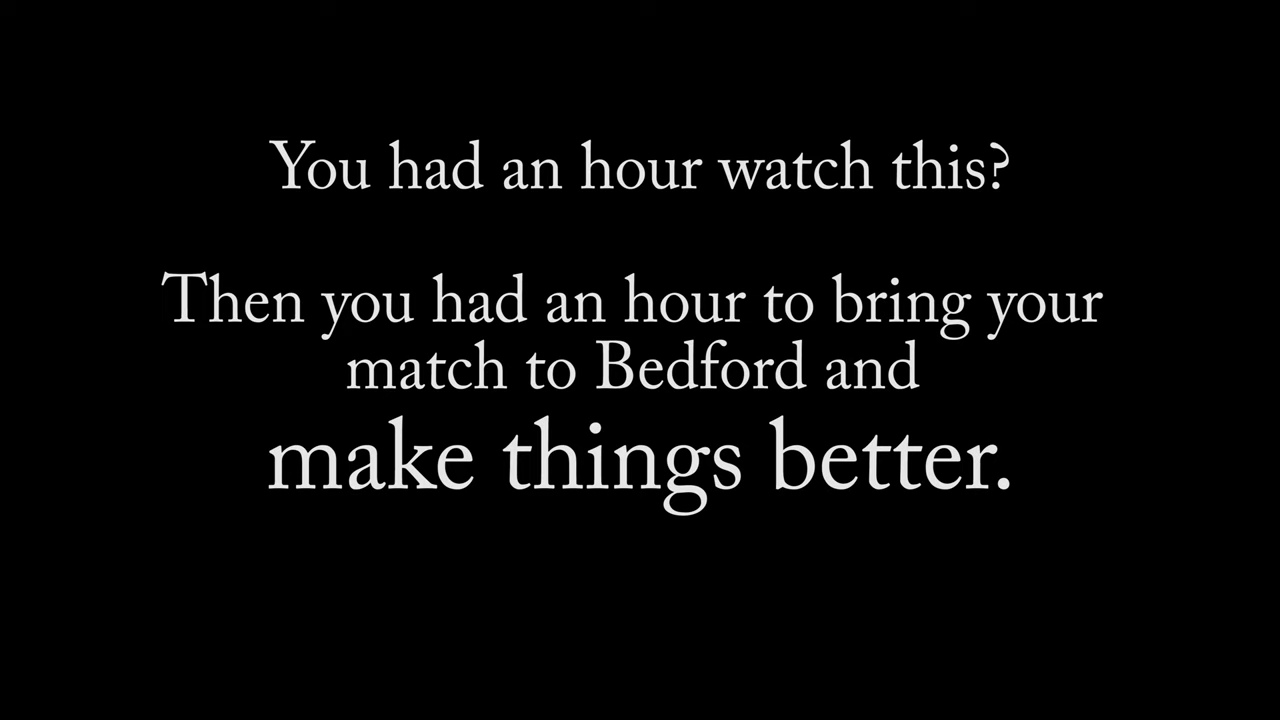 You had an hour watch this?
Then you had an hour to bring your
match to Bedford and
make things better.